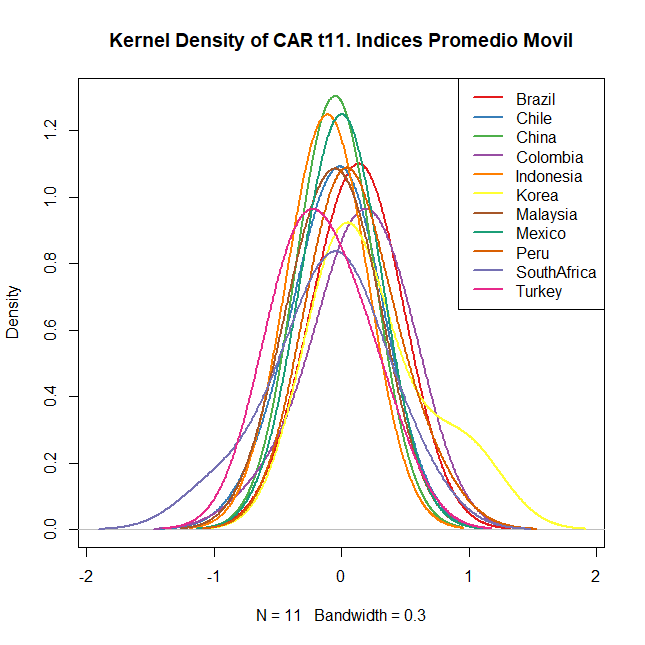 Kernel Density of CAR t11. Indices Promedio Movil
Brazil
Chile
China
Colombia
Indonesia
Korea
Malaysia
Mexico
Peru
SouthAfrica
Turkey
Density
1.2
1.0
0.8
0.6
0.4
0.2
0.0
-2 -1 0 1 2
N = 11 Bandwidth = 0.3